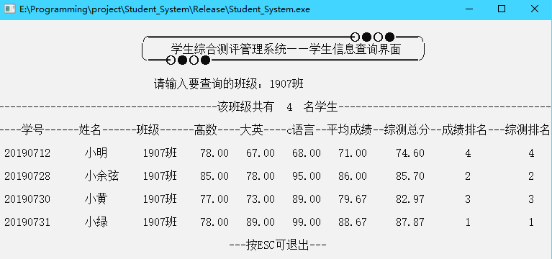 E:\Programming\project\Student_System\Release\Student_System.exe
学生综合测评管理系统——学生信息查询界面
请输入要查询的班级：1907班
该班级共有 4 名学生
----学号------姓名------班级------高数----大英----c语言--平均成绩--综测总分--成绩排名---综测排名
20190712 小明 1907班 78.00 67.00 68.00 71.00 74.60 4 4
20190728 小余弦 1907班 85.00 78.00 95.00 86.00 85.70 2 2
20190730 小黄 1907班 77.00 73.00 89.00 79.67 82.97 3 3
20190731 小绿 1907班 78.00 89.00 99.00 88.67 87.87 1 1
---按ESC可退出---